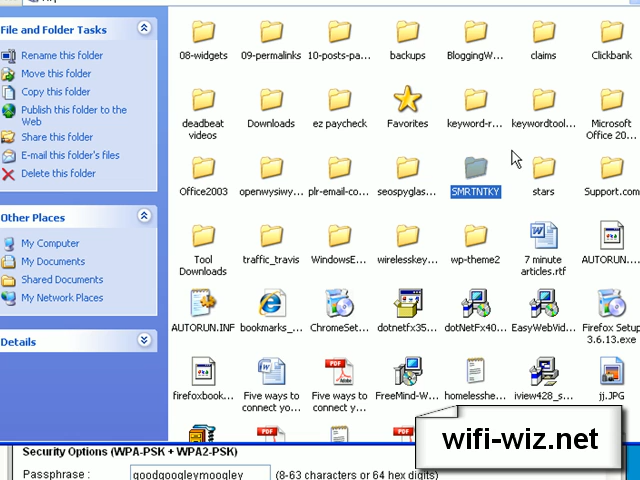 File and Folder Tasks
Rename this folder
Move this folder
Copy this folder
Publish this folder to the
Web
Share this folder
E-mail this folder's files
Delete this folder
Other Places
My Computer
My Documents
Shared Documents
My Network Places
Details
08-widgets 09-permalinks 10-posts-pa... backups BloggingW... claims Clickbank
deadbeat videos Downloads ez paycheck Favorites keyword-r... keywordtool... Microsoft Office 20...
Office2003 openwysiwy... plr-email-co... seospyglas... SMRTNTKY stars Support.com
Tool Downloads traffic_travis WindowsE... wirelesskey... wp-theme2 7 minute articles.rtf AUTORUN....
AUTORUN.INF bookmarks_... ChromeSet... dotnetfx35... dotNetFx40... EasyWebVid... Firefox Setup 3.6.13.exe
firefoxbook... Five ways to connect yo... Five ways to connect y... FreeMind-W... homelesshe... iview428_s... jj.JPG
wifi-wiz.net
Security Options (WPA-PSK + WPA2-PSK)
Passphrase : goodgoogleymoogley (8-63 characters or 64 hex digits)